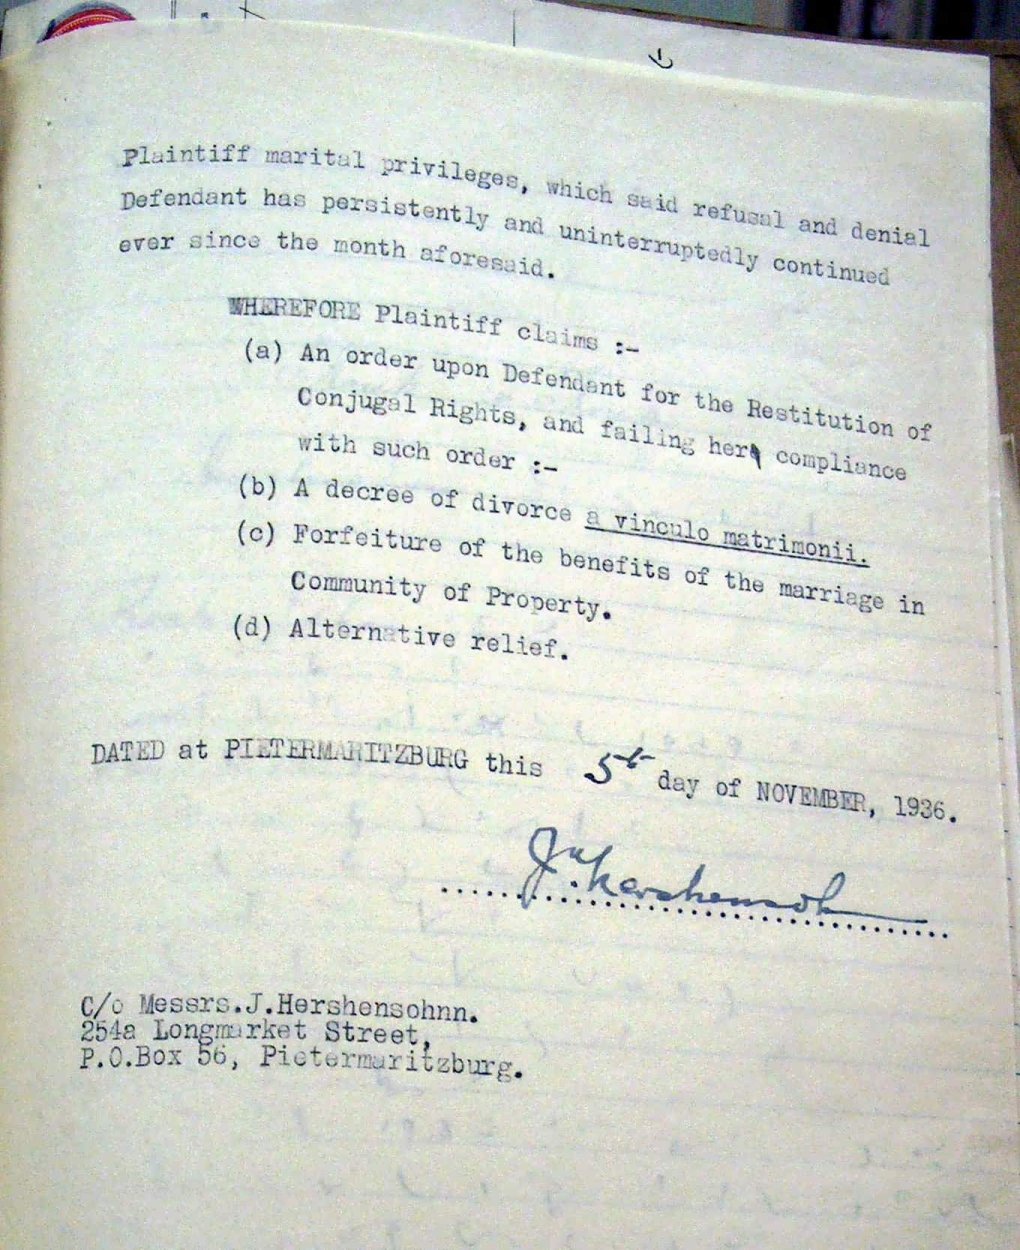 Plaintiff marital privileges, which said refusal and denial
Defendant has persistently and uninterruptedly continued
ever since the month aforesaid.
WHEREFORE Plaintiff claims :-
(a) An order upon Defendant for the Restitution of
Conjugal Rights, and failing her compliance
with such order :-
(b) A decree of divorce a vinculo matrimonii.
(c) Forfeiture of the benefits of the marriage in
Community of Property.
(d) Alternative relief.
DATED at PIETERMARITZBURG this 5th day of NOVEMBER, 1936.
J. Hershensohn
C/o Messrs.J.Hershensohnn.
254a Longmarket Street,
P.O.Box 56, Pietermaritzburg.